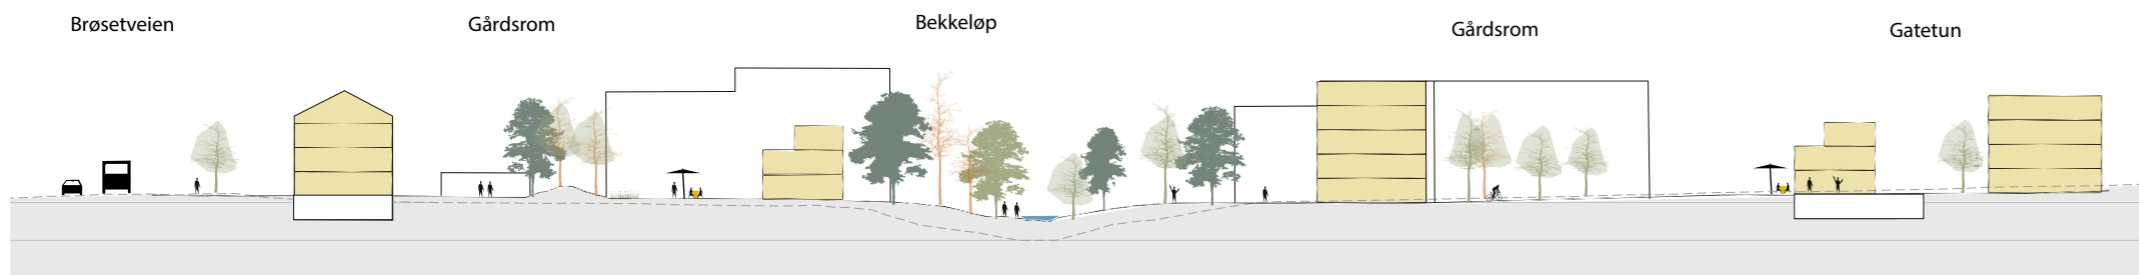 Brøsetveien
Gårdsrom
Bekkeløp
Gårdsrom
Gatetun